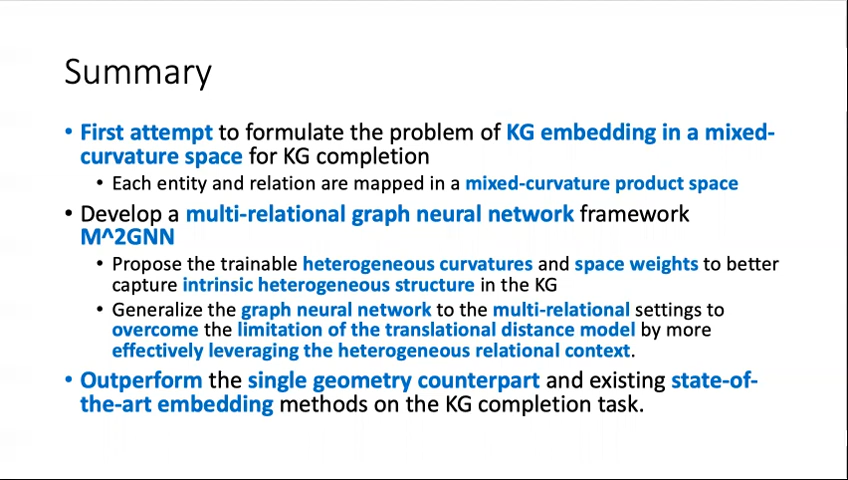 Summary
• First attempt to formulate the problem of KG embedding in a mixed-
curvature space for KG completion
• Each entity and relation are mapped in a mixed-curvature product space
• Develop a multi-relational graph neural network framework
M^2GNN
• Propose the trainable heterogeneous curvatures and space weights to better
capture intrinsic heterogeneous structure in the KG
• Generalize the graph neural network to the multi-relational settings to
overcome the limitation of the translational distance model by more
effectively leveraging the heterogeneous relational context.
• Outperform the single geometry counterpart and existing state-of-
the-art embedding methods on the KG completion task.